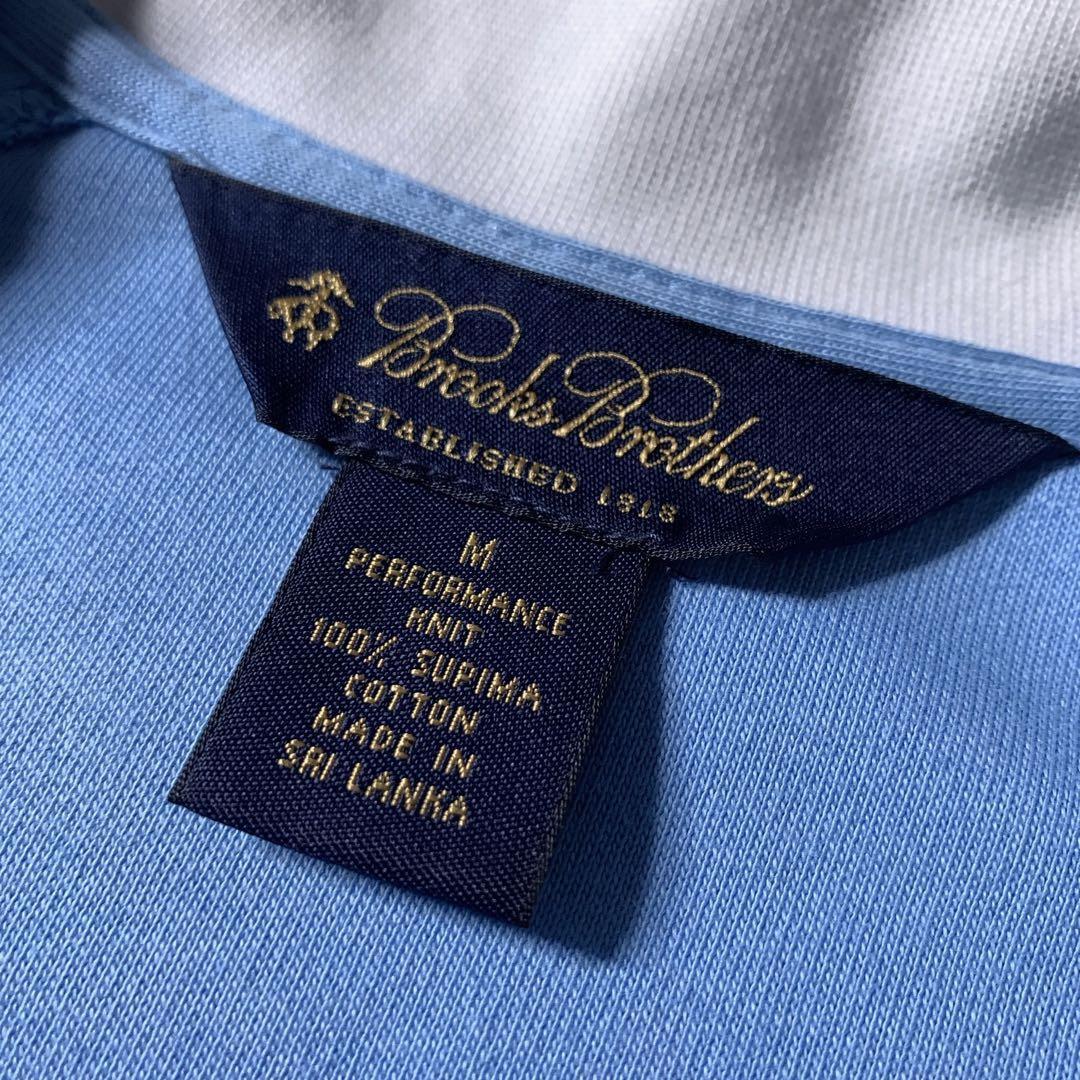 Brooks Brothers
ESTABLISHED 1818
M
PERFORMANCE
KNIT
100% SUPIMA
COTTON
MADE IN
SRI LANKA